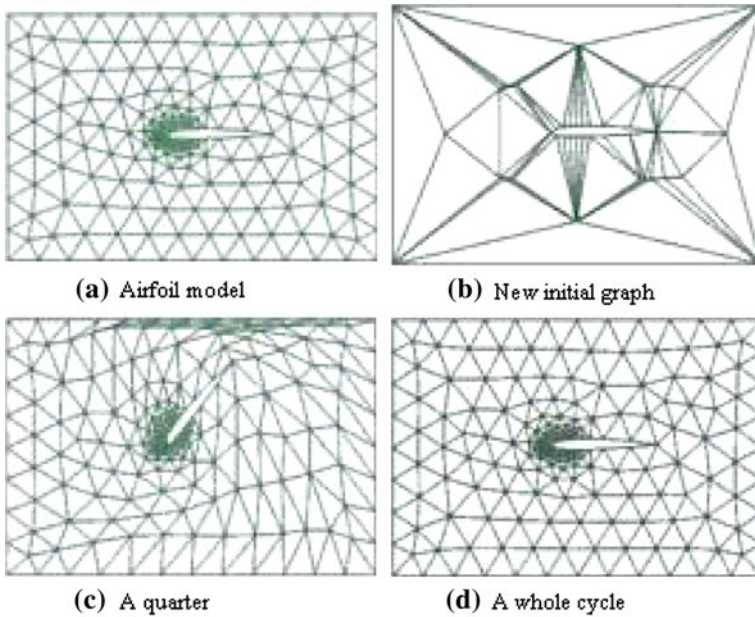 (a) Airfoil model
(b) New initial graph
(c) A quarter
(d) A whole cycle